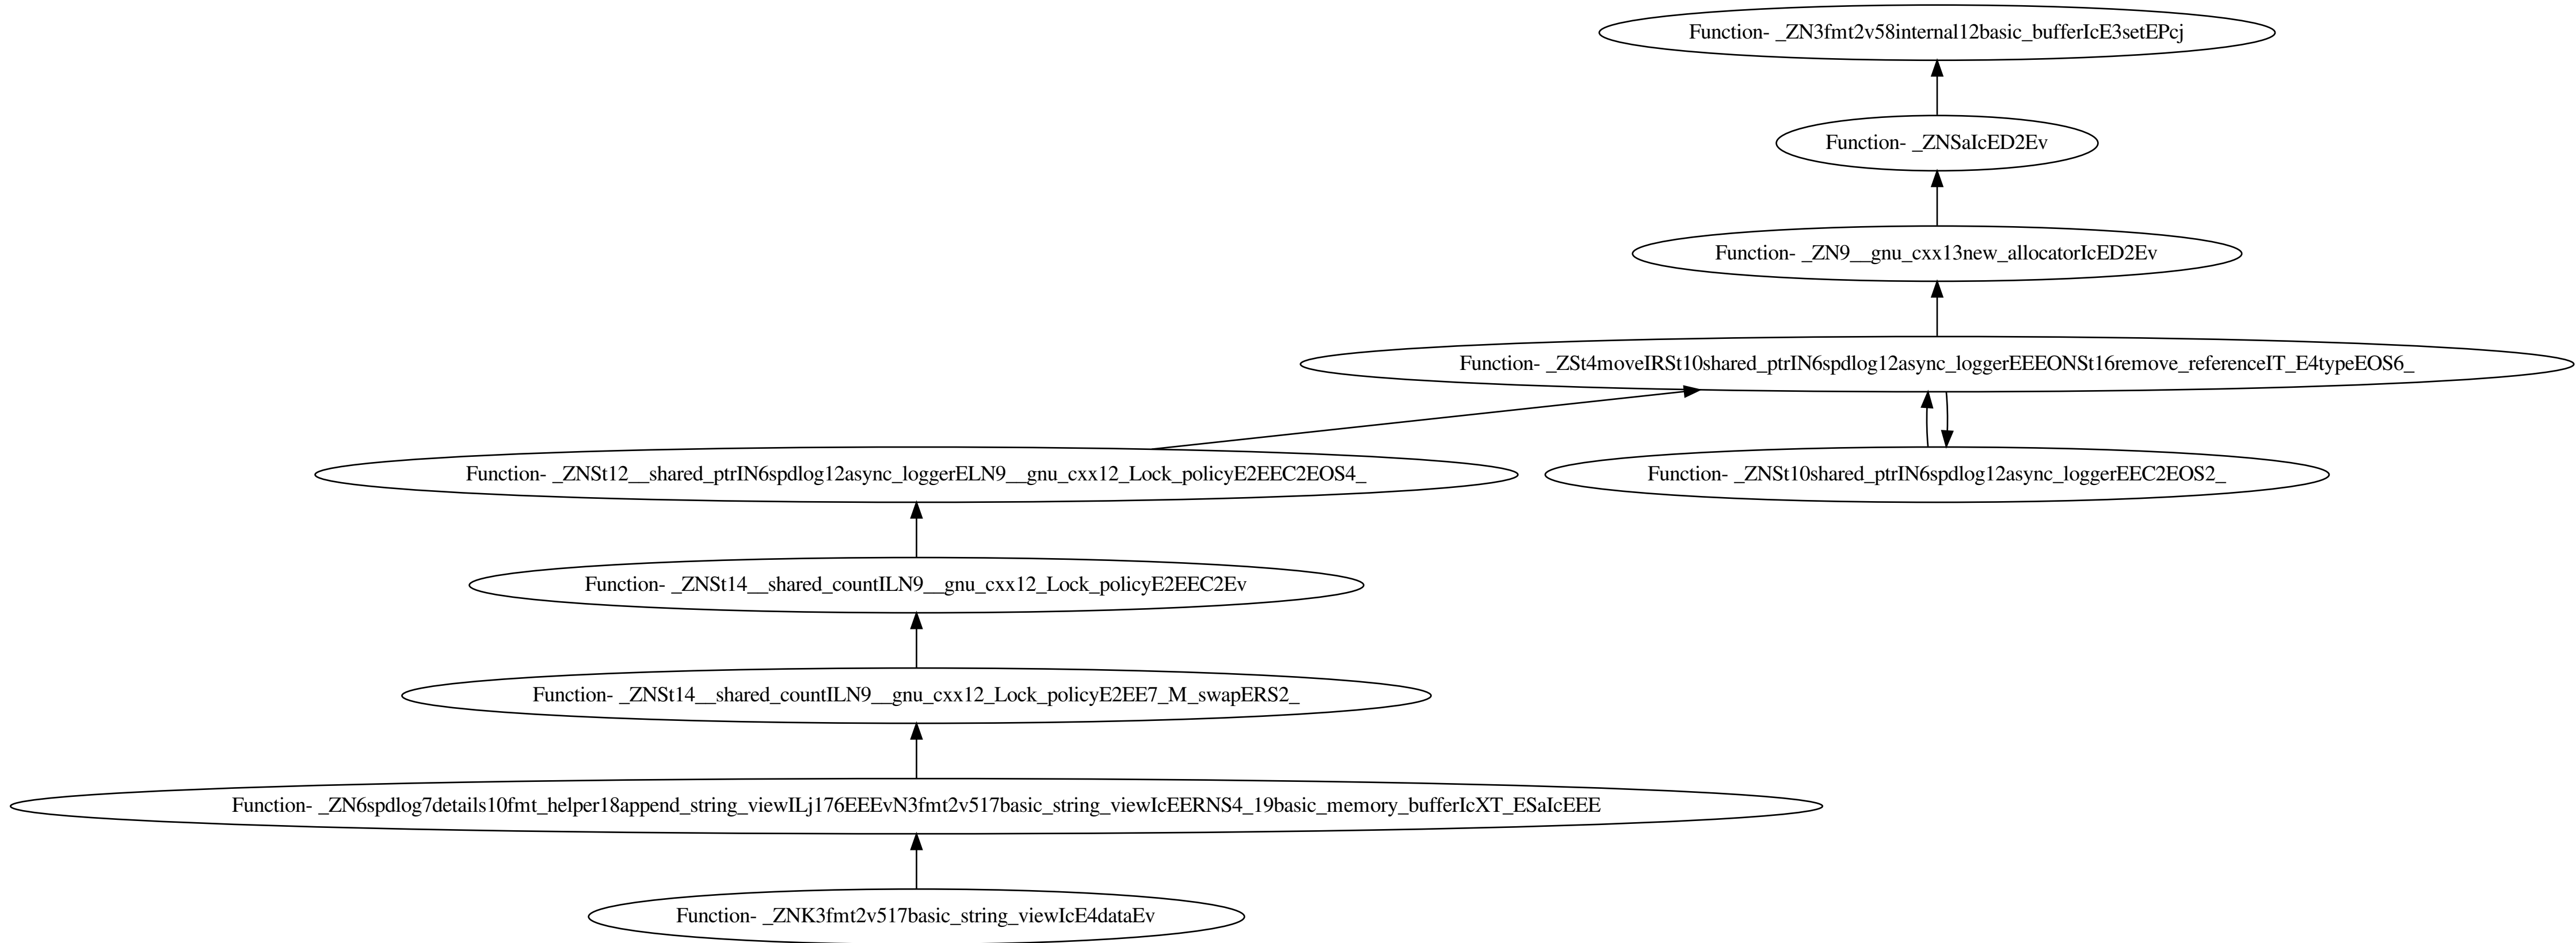 Function- _ZN3fmt2v58internal12basic_bufferIcE3setEPcj
Function- _ZNSaIcED2Ev
Function- _ZN9__gnu_cxx13new_allocatorIcED2Ev
Function- _ZSt4moveIRSt10shared_ptrIN6spdlog12async_loggerEEEONSt16remove_referenceIT_E4typeEOS6_
Function- _ZNSt12__shared_ptrIN6spdlog12async_loggerELN9__gnu_cxx12_Lock_policyE2EEC2EOS4_
Function- _ZNSt10shared_ptrIN6spdlog12async_loggerEEC2EOS2_
Function- _ZNSt14__shared_countILN9__gnu_cxx12_Lock_policyE2EEC2Ev
Function- _ZNSt14__shared_countILN9__gnu_cxx12_Lock_policyE2EE7_M_swapERS2_
Function- _ZN6spdlog7details10fmt_helper18append_string_viewILj176EEEvN3fmt2v517basic_string_viewIcEERNS4_19basic_memory_bufferIcXT_ESaIcEEE
Function- _ZNK3fmt2v517basic_string_viewIcE4dataEv